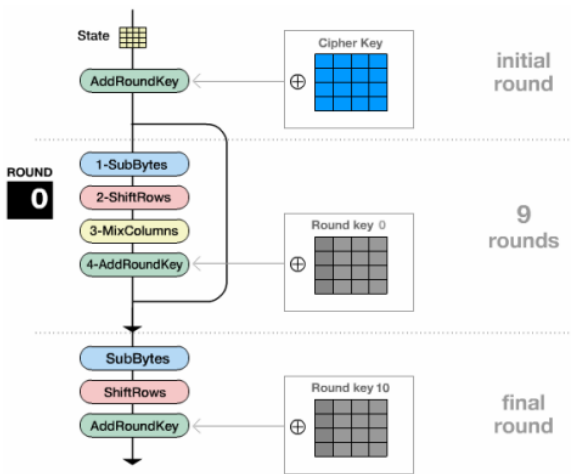 State
Cipher Key
AddRoundKey
⊕
initial
round
ROUND
0
1-SubBytes
2-ShiftRows
3-MixColumns
4-AddRoundKey
Round key 0
⊕
9
rounds
SubBytes
ShiftRows
AddRoundKey
Round key 10
⊕
final
round